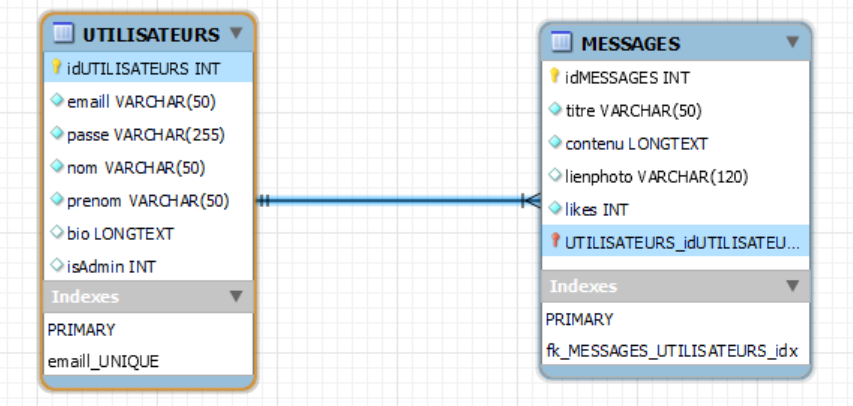 UTILISATEURS
idUTILISATEURS INT
emaill VARCHAR(50)
passe VARCHAR(255)
nom VARCHAR(50)
prenom VARCHAR(50)
bio LONGTEXT
isAdmin INT
Indexes
PRIMARY
emaill_UNIQUE
MESSAGES
idMESSAGES INT
titre VARCHAR(50)
contenu LONGTEXT
lienphoto VARCHAR(120)
likes INT
UTILISATEURS_idUTILISATEU...
Indexes
PRIMARY
fk_MESSAGES_UTILISATEURS_idx